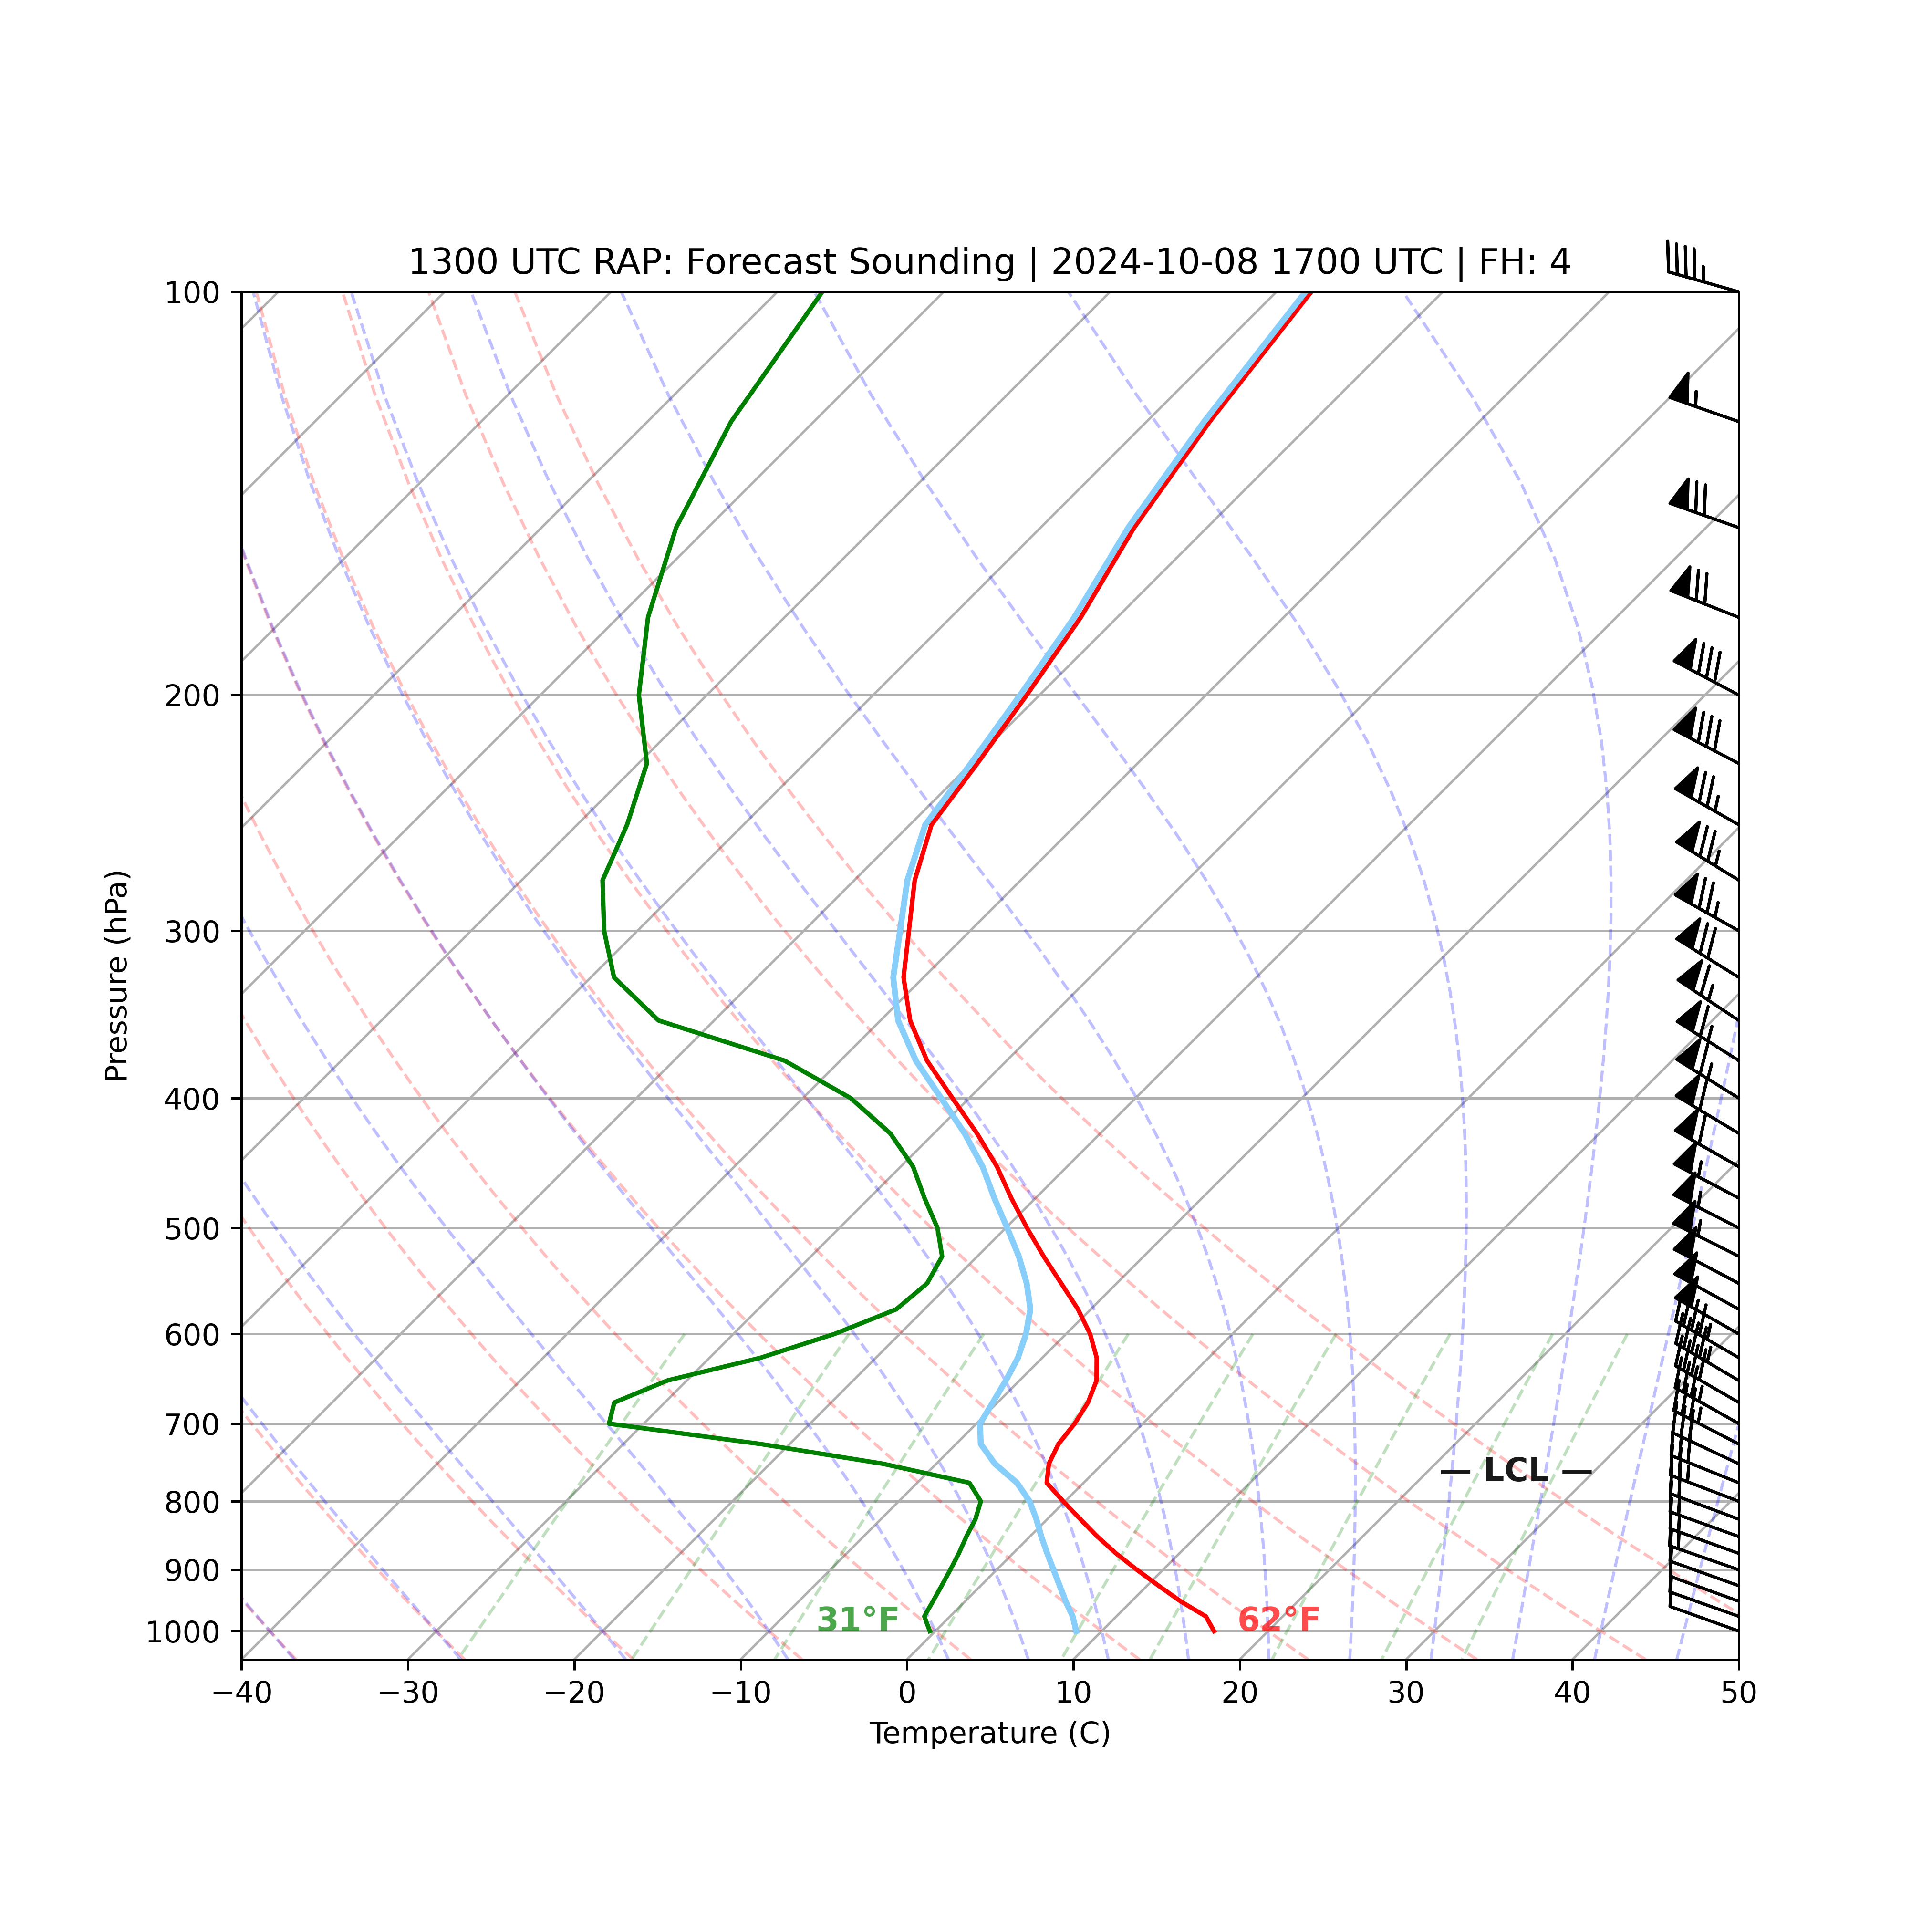 1300 UTC RAP: Forecast Sounding | 2024-10-08 1700 UTC | FH: 4
100
200
300
400
500
600
700
800
900
1000
Pressure (hPa)
— LCL —
31°F
62°F
−40 −30 −20 −10 0 10 20 30 40 50
Temperature (C)